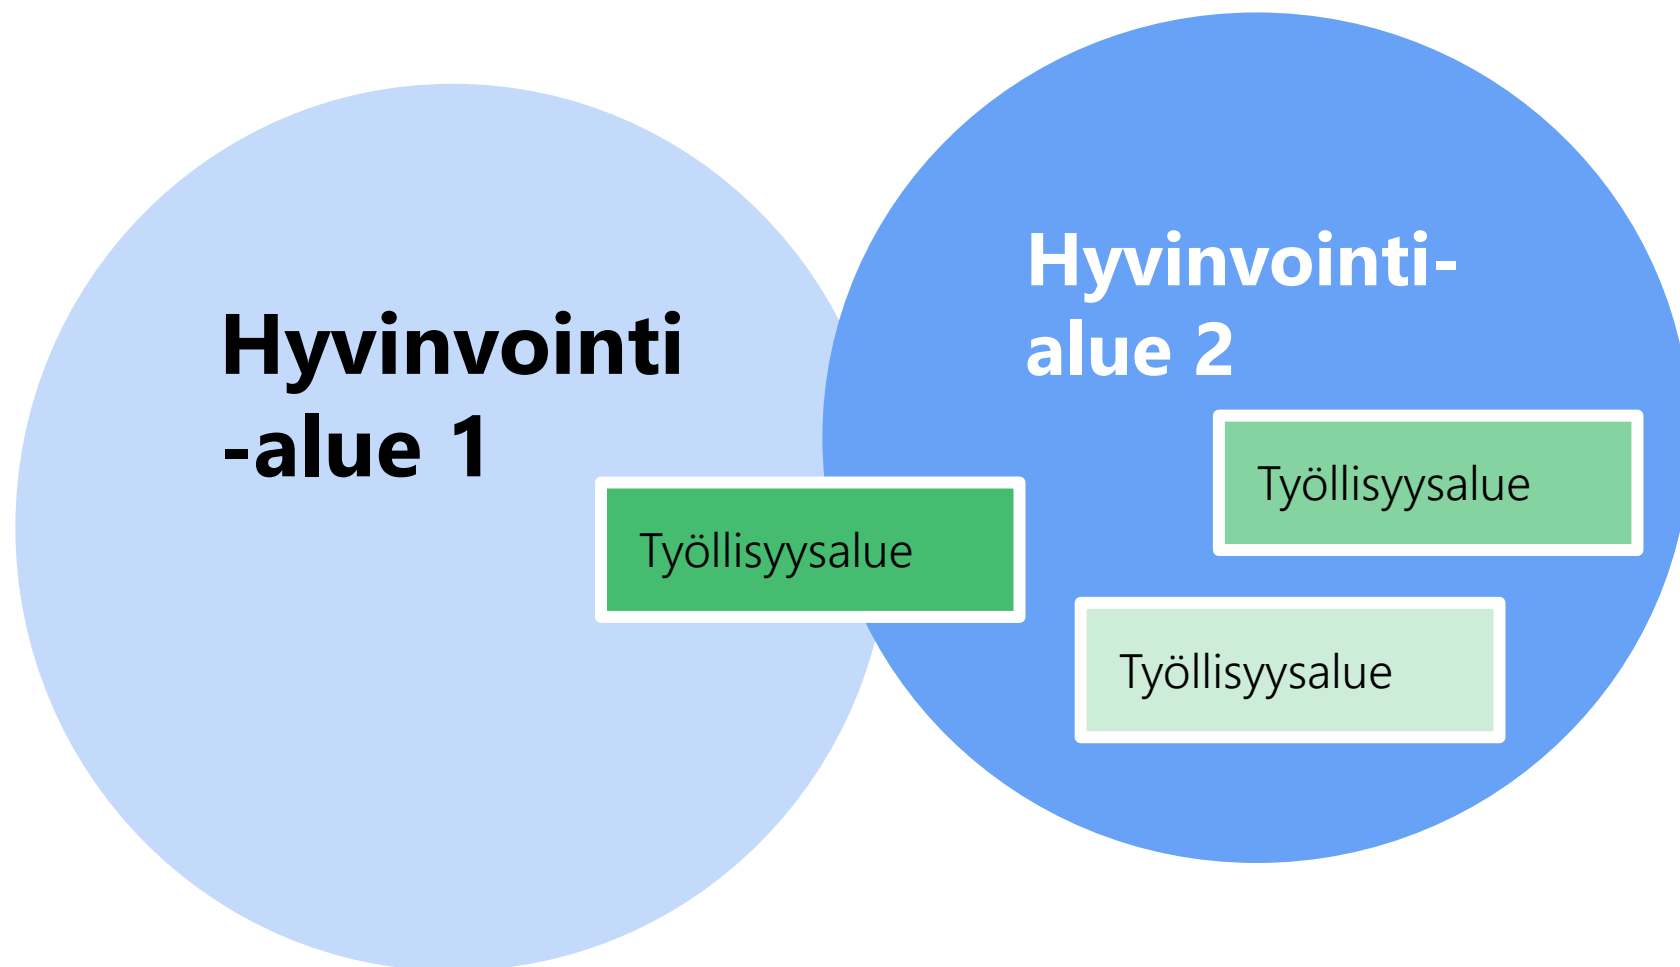 Hyvinvointi
-alue 1
Hyvinvointi-
alue 2
Työllisyysalue
Työllisyysalue
Työllisyysalue